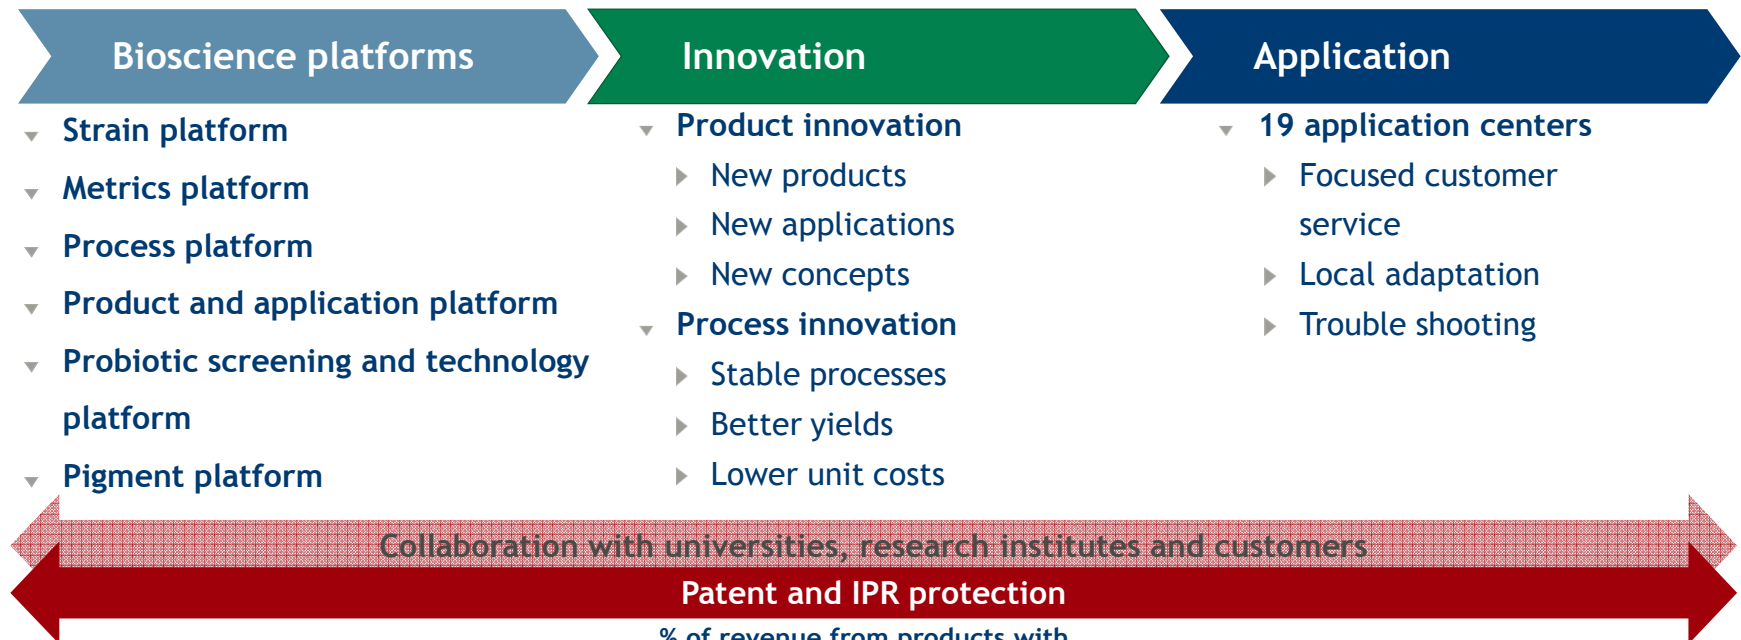 Bioscience platforms
Strain platform
Metrics platform
Process platform
Product and application platform
Probiotic screening and technology
platform
Pigment platform
Innovation
Product innovation
New products
New applications
New concepts
Process innovation
Stable processes
Better yields
Lower unit costs
Application
19 application centers
Focused customer
service
Local adaptation
Trouble shooting
Collaboration with universities, research institutes and customers
Patent and IPR protection
% of revenue from products with